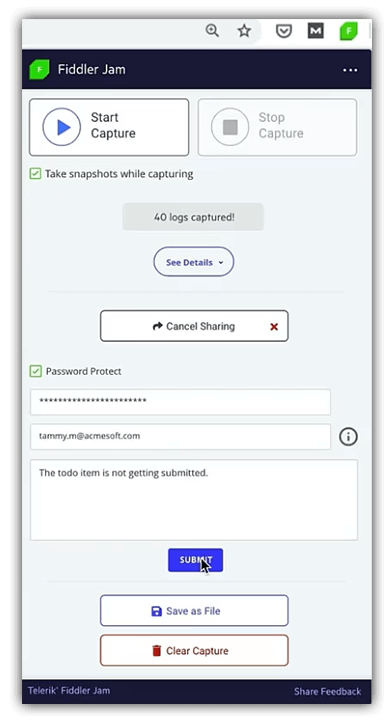 Fiddler Jam
Start
Capture
Stop
Capture
Take snapshots while capturing
40 logs captured!
See Details
Cancel Sharing
Password Protect
************************
tammy.m@acmesoft.com
The todo item is not getting submitted.
SUBMIT
Save as File
Clear Capture
Telerik® Fiddler Jam
Share Feedback